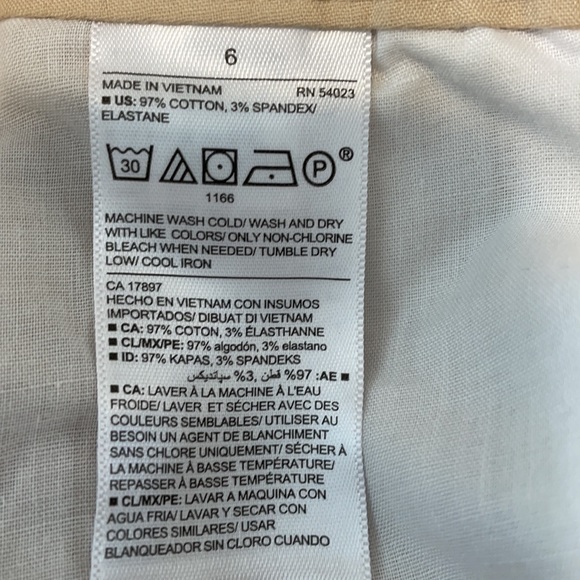 6
MADE IN VIETNAM RN 54023
■ US: 97% COTTON, 3% SPANDEX/
ELASTANE
30 P ®
1166
MACHINE WASH COLD/ WASH AND DRY
WITH LIKE COLORS/ ONLY NON-CHLORINE
BLEACH WHEN NEEDED/ TUMBLE DRY
LOW/ COOL IRON
CA 17897
HECHO EN VIETNAM CON INSUMOS
IMPORTADOS/ DIBUAT DI VIETNAM
■ CA: 97% COTON, 3% ÉLASTHANNE
■ CL/MX/PE: 97% algodón, 3% elastano
■ ID: 97% KAPAS, 3% SPANDEKS
■ AE: 97% قطن, 3% سپانديكس
■ CA: LAVER À LA MACHINE À L'EAU
FROIDE/ LAVER ET SÉCHER AVEC DES
COULEURS SEMBLABLES/ UTILISER AU
BESOIN UN AGENT DE BLANCHIMENT
SANS CHLORE UNIQUEMENT/ SÉCHER À
LA MACHINE À BASSE TEMPÉRATURE/
REPASSER À BASSE TEMPÉRATURE
■ CL/MX/PE: LAVAR A MAQUINA CON
AGUA FRIA/ LAVAR Y SECAR CON
COLORES SIMILARES/ USAR
BLANQUEADOR SIN CLORO CUANDO